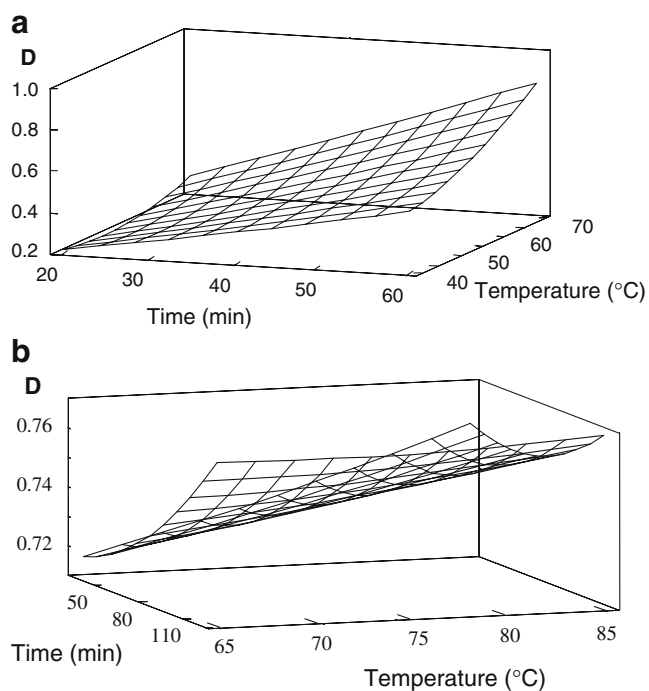 a
D
1.0
0.8
0.6
0.4
0.2
20 30 40 50 60
40 50 60 70
Time (min)
Temperature (°C)
b
D
0.76
0.74
0.72
50 80 110
65 70 75 80 85
Time (min)
Temperature (°C)